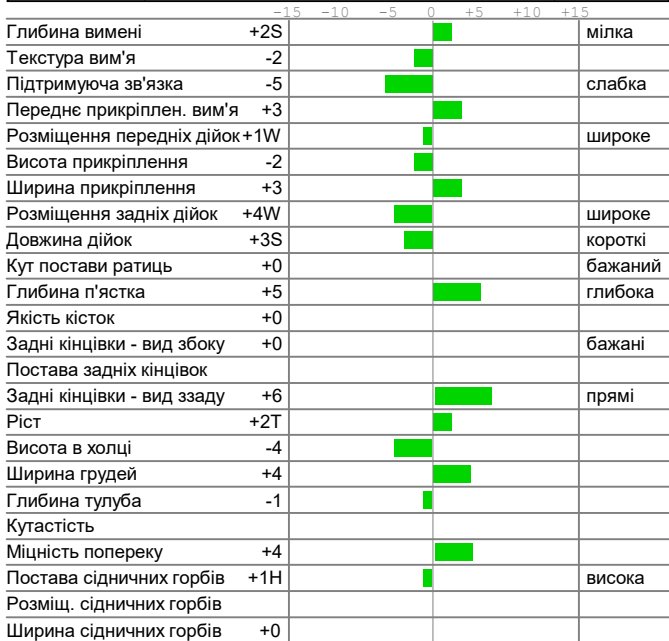 -15 -10 -5 0 +5 +10 +15
Глибина вимені +2S мілка
Текстура вим'я -2
Підтримуюча зв'язка -5 слабка
Переднє прикріплен. вим'я +3
Розміщення передніх дійок +1W широке
Висота прикріплення -2
Ширина прикріплення +3
Розміщення задніх дійок +4W широке
Довжина дійок +3S короткі
Кут постави ратиць +0 бажаний
Глибина п'ястка +5 глибока
Якість кісток +0
Задні кінцівки - вид збоку +0 бажані
Постава задніх кінцівок
Задні кінцівки - вид ззаду +6 прямі
Ріст +2T
Висота в холці -4
Ширина грудей +4
Глибина тулуба -1
Кутастість
Міцність попереку +4
Постава сідничних горбів +1H висока
Розміщ. сідничних горбів
Ширина сідничних горбів +0